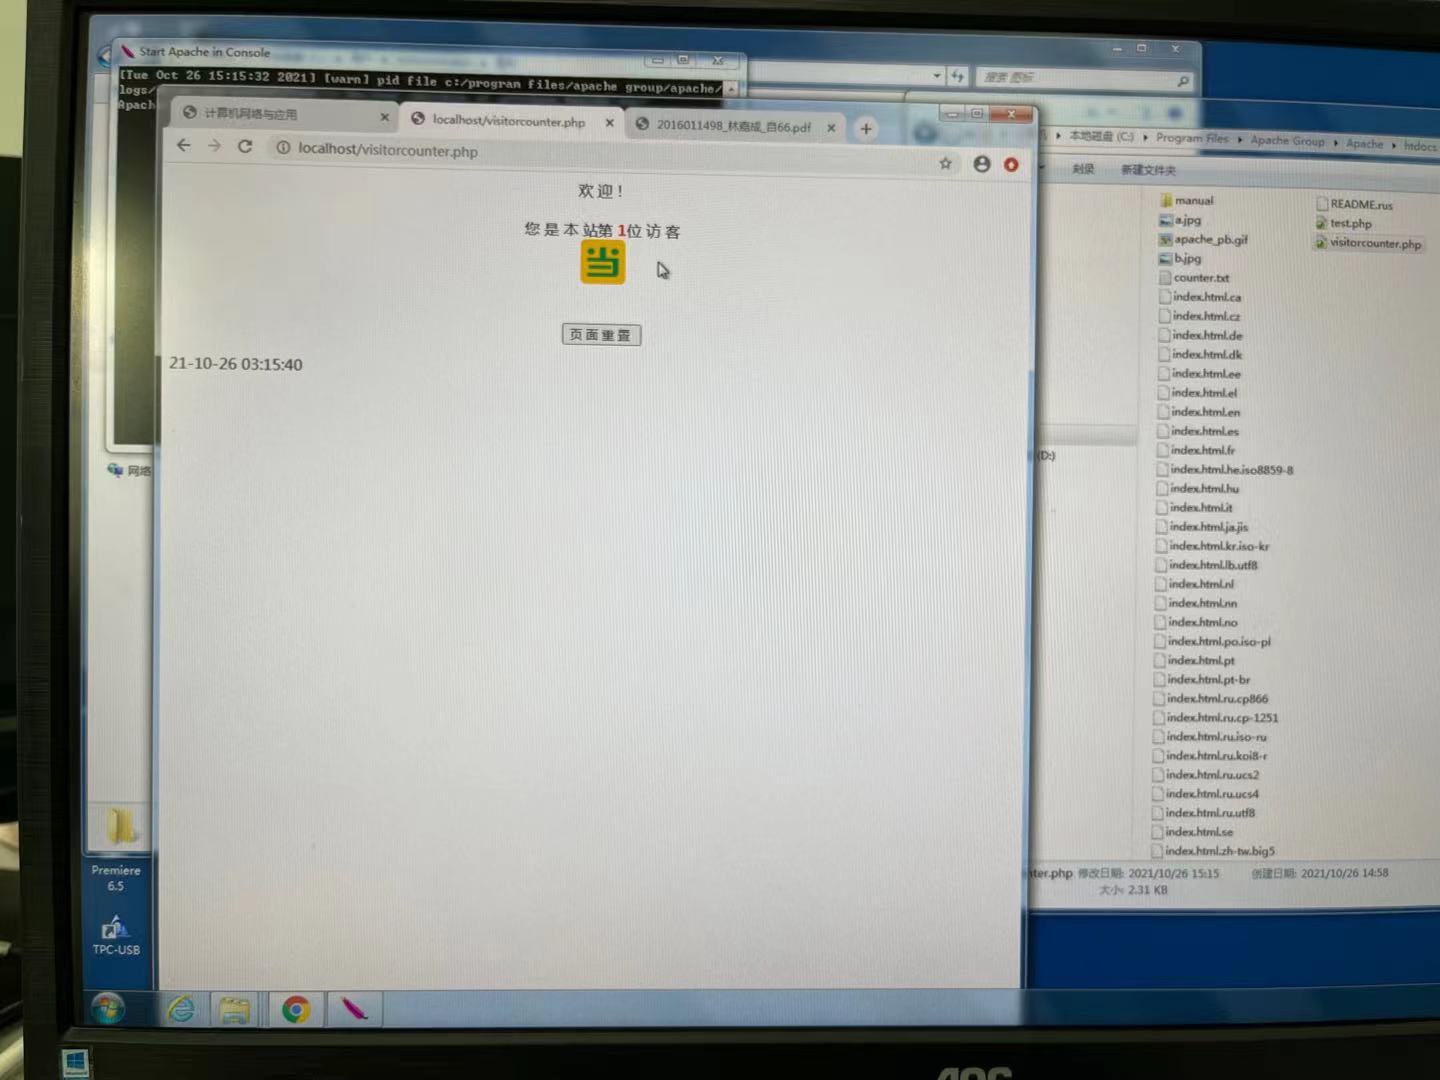 Start Apache in Console
[Tue Oct 26 15:15:32 2021] [warn] pid file c:/program files/apache group/apache/
logs/
Apach
搜索 图标
计算机网络与应用
localhost/visitorcounter.php
2016011498_林嘉成_自66.pdf
localhost/visitorcounter.php
欢迎！
您是本站第 1位访客
当
页面重置
21-10-26 03:15:40
网络
本地磁盘 (C:)
Program Files
Apache Group
Apache
htdocs
刻录
新建文件夹
manual
a.jpg
apache_pb.gif
b.jpg
counter.txt
index.html.ca
index.html.cz
index.html.de
index.html.dk
index.html.ee
index.html.el
index.html.en
index.html.es
index.html.fr
index.html.he.iso8859-8
index.html.hu
index.html.it
index.html.ja.jis
index.html.kr.iso-kr
index.html.lb.utf8
index.html.nl
index.html.nn
index.html.no
index.html.po.iso-pl
index.html.pt
index.html.pt-br
index.html.ru.cp866
index.html.ru.cp-1251
index.html.ru.iso-ru
index.html.ru.koi8-r
index.html.ru.ucs2
index.html.ru.ucs4
index.html.ru.utf8
index.html.se
index.html.zh-tw.big5
README.rus
test.php
visitorcounter.php
(D:)
nter.php 修改日期: 2021/10/26 15:15 创建日期: 2021/10/26 14:58
大小: 2.31 KB
Premiere
6.5
TPC-USB
AOC